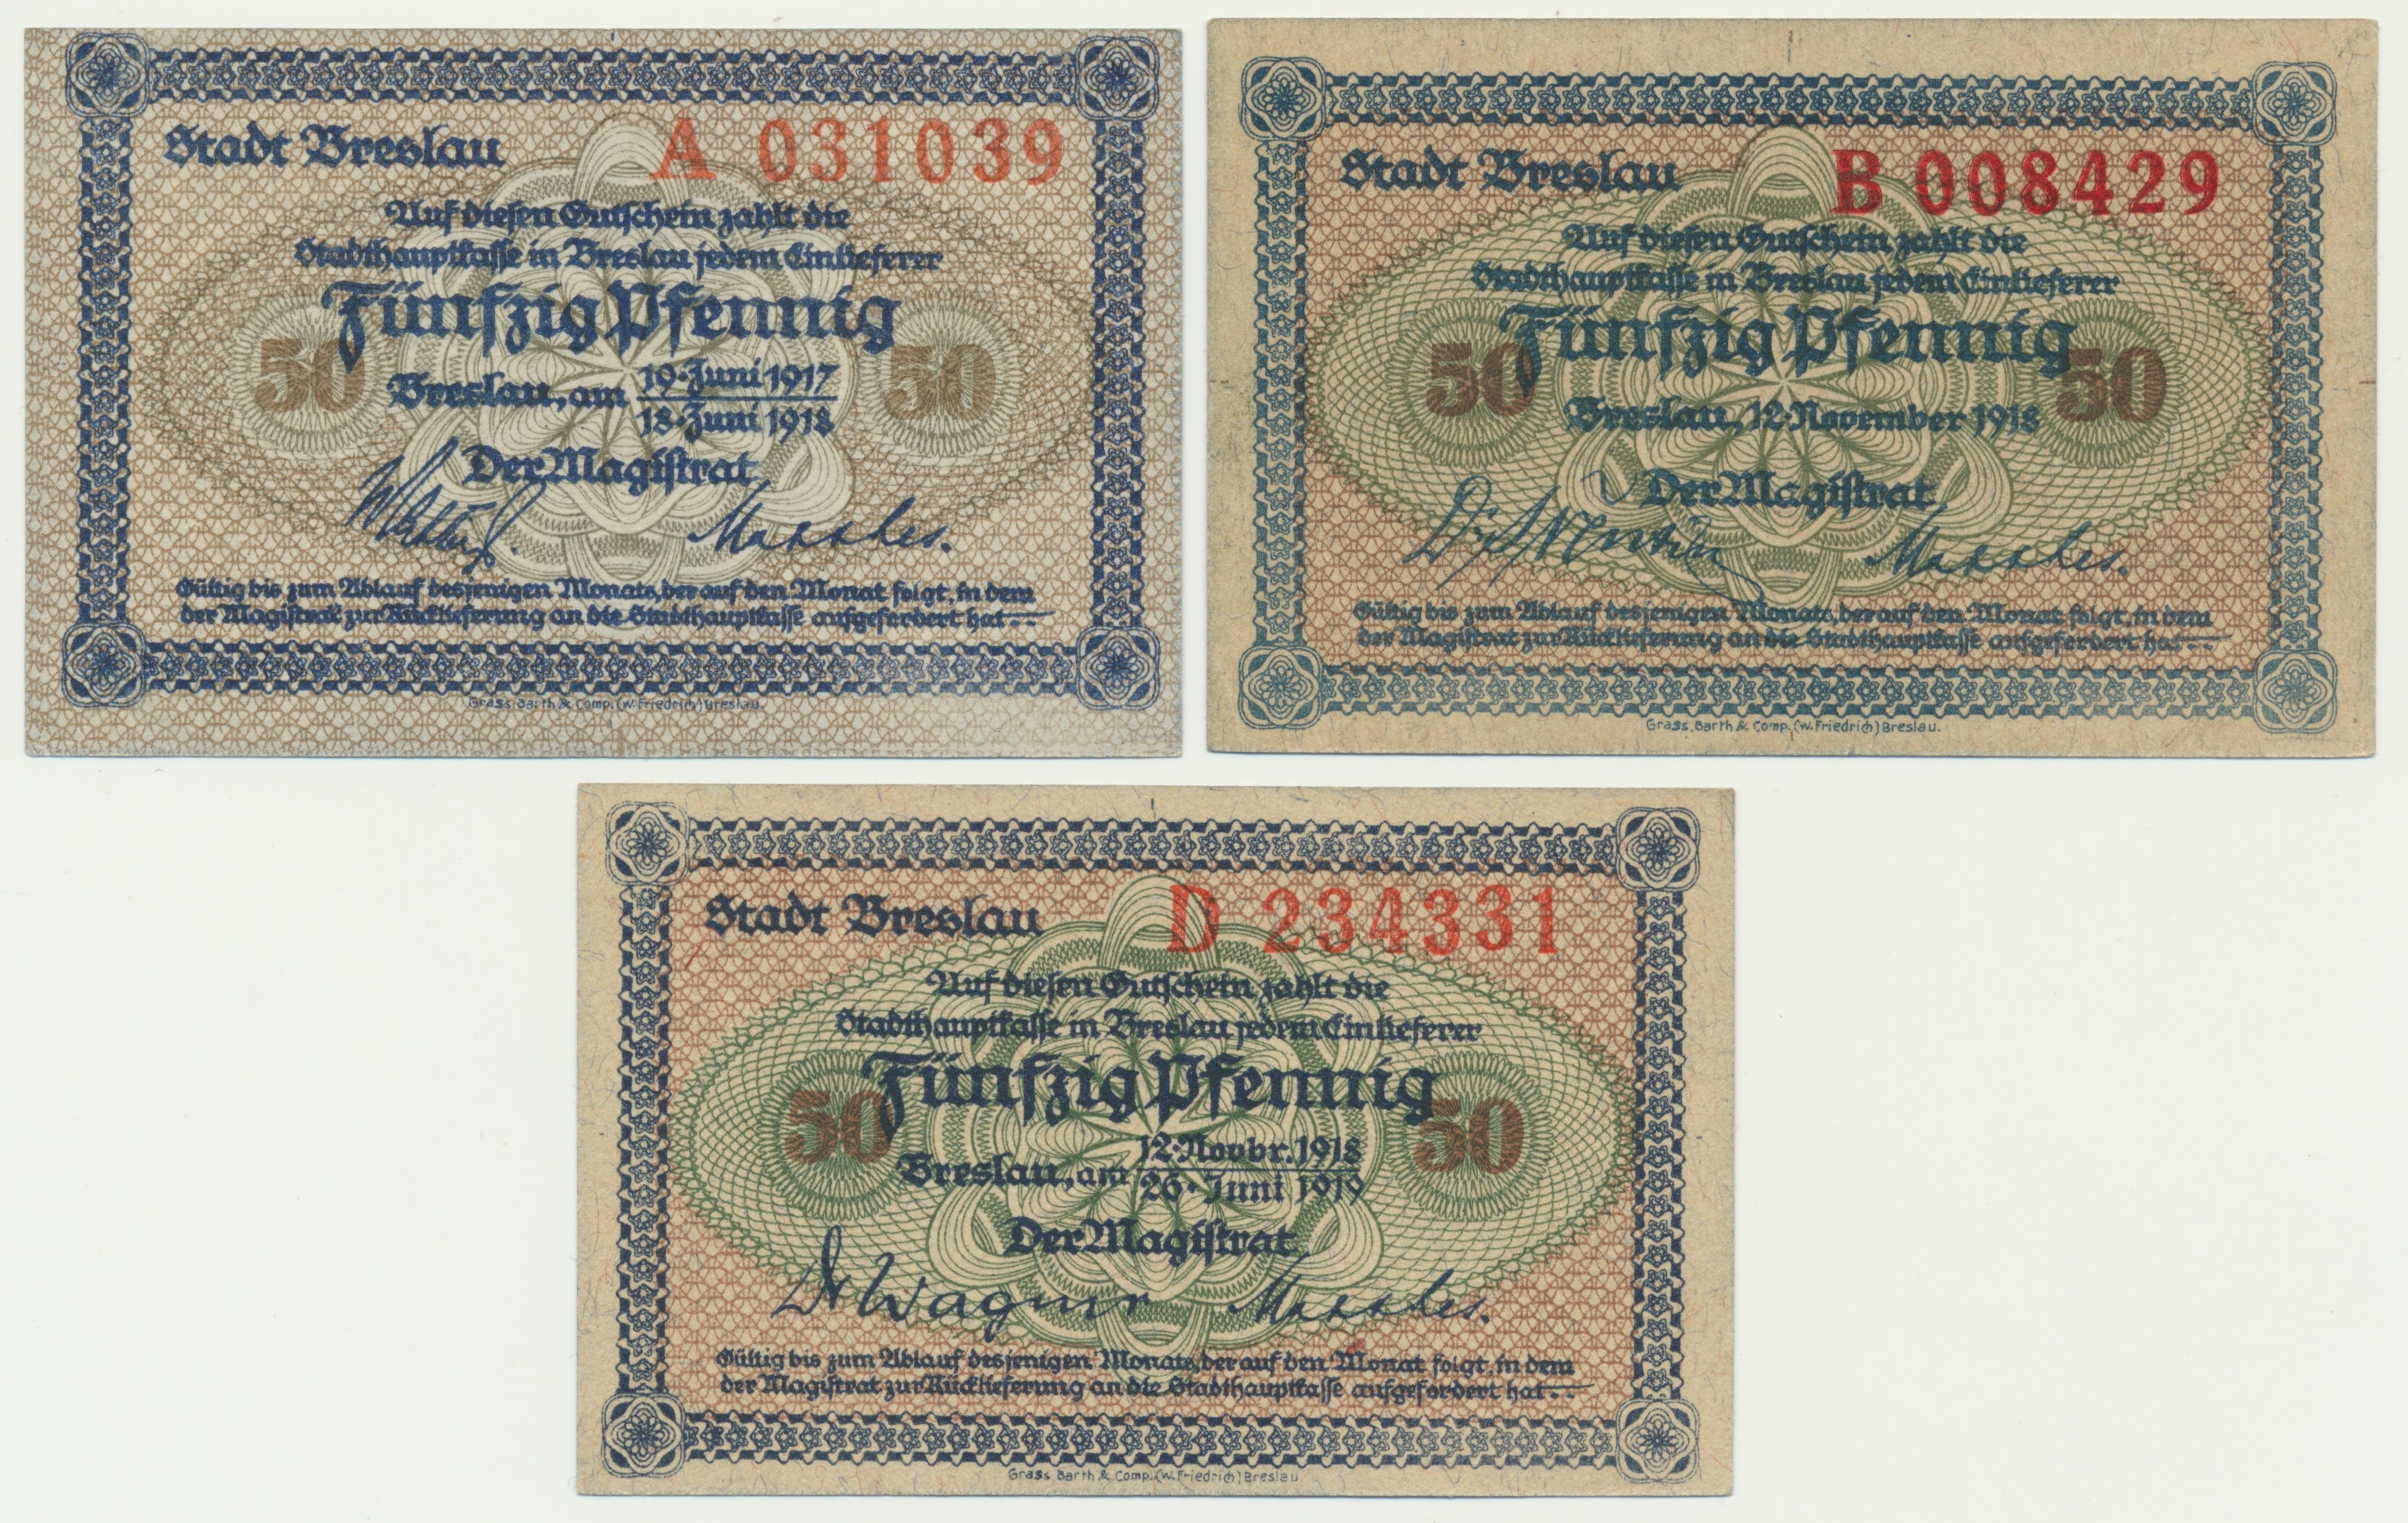 Stadt Breslau A 031039
Auf diesen Gutschein zahlt die
Stadthauptkasse in Breslau jedem Einlieferer
Fünfzig Pfennig
50 50
Breslau, am 19. Juni 1917
18. Juni 1918
Der Magistrat
Gültig bis zum Ablauf desjenigen Monats, der auf den Monat folgt, in dem
der Magistrat zur Rücklieferung an die Stadthauptkasse aufgefordert hat
Grass, Barth & Comp. (W. Friedrich) Breslau.
Stadt Breslau B 008429
Auf diesen Gutschein zahlt die
Stadthauptkasse in Breslau jedem Einlieferer
Fünfzig Pfennig
50 50
Breslau, 12. November 1918
Der Magistrat
Gültig bis zum Ablauf desjenigen Monats, der auf den Monat folgt, in dem
der Magistrat zur Rücklieferung an die Stadthauptkasse aufgefordert hat
Grass, Barth & Comp. (W. Friedrich) Breslau.
Stadt Breslau D 234331
Auf diesen Gutschein zahlt die
Stadthauptkasse in Breslau jedem Einlieferer
Fünfzig Pfennig
50 50
Breslau, am 12. Novbr. 1918
26. Juni 1919
Der Magistrat
Dr Wagner
Gültig bis zum Ablauf desjenigen Monats, der auf den Monat folgt, in dem
der Magistrat zur Rücklieferung an die Stadthauptkasse aufgefordert hat
Grass, Barth & Comp. (W. Friedrich) Breslau.